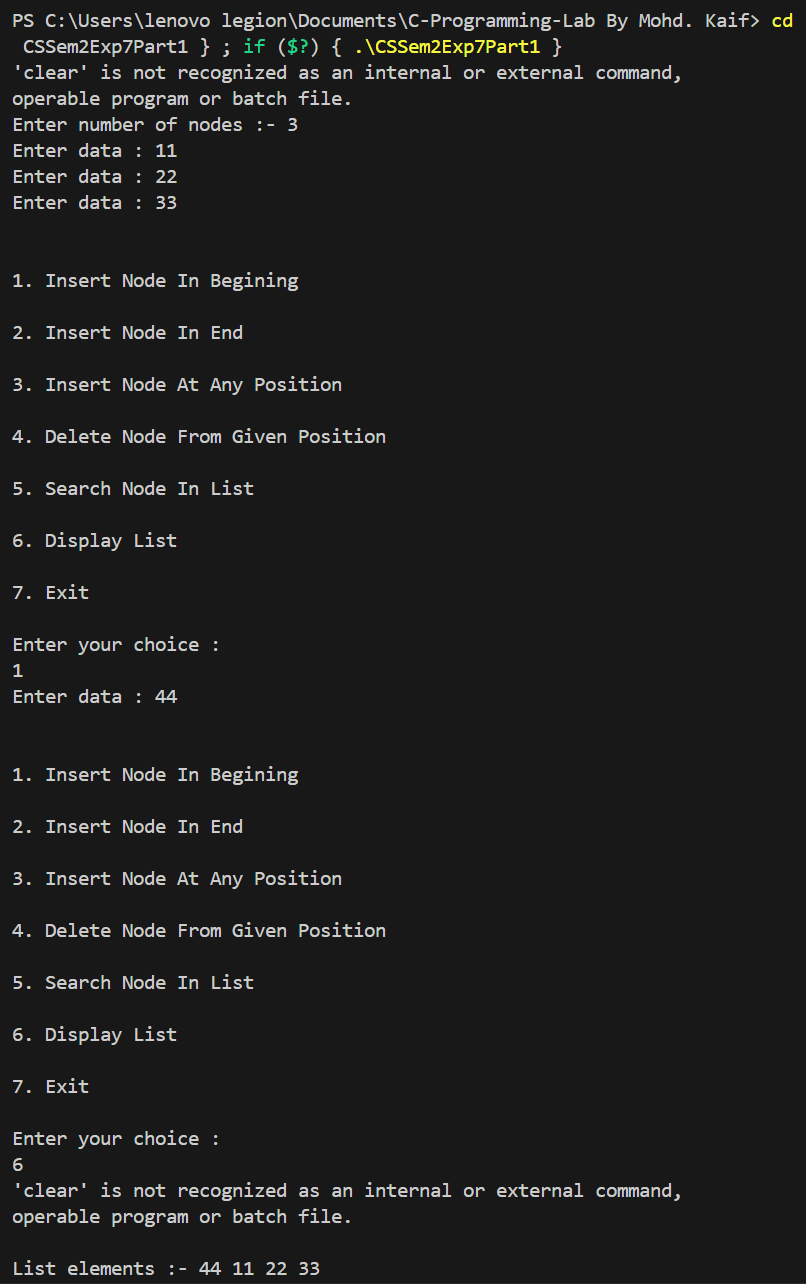 PS C:\Users\lenovo legion\Documents\C-Programming-Lab By Mohd. Kaif> cd
CSSem2Exp7Part1 } ; if ($?) { .\CSSem2Exp7Part1 }
'clear' is not recognized as an internal or external command,
operable program or batch file.
Enter number of nodes :- 3
Enter data : 11
Enter data : 22
Enter data : 33
1. Insert Node In Begining
2. Insert Node In End
3. Insert Node At Any Position
4. Delete Node From Given Position
5. Search Node In List
6. Display List
7. Exit
Enter your choice :
1
Enter data : 44
1. Insert Node In Begining
2. Insert Node In End
3. Insert Node At Any Position
4. Delete Node From Given Position
5. Search Node In List
6. Display List
7. Exit
Enter your choice :
6
'clear' is not recognized as an internal or external command,
operable program or batch file.
List elements :- 44 11 22 33